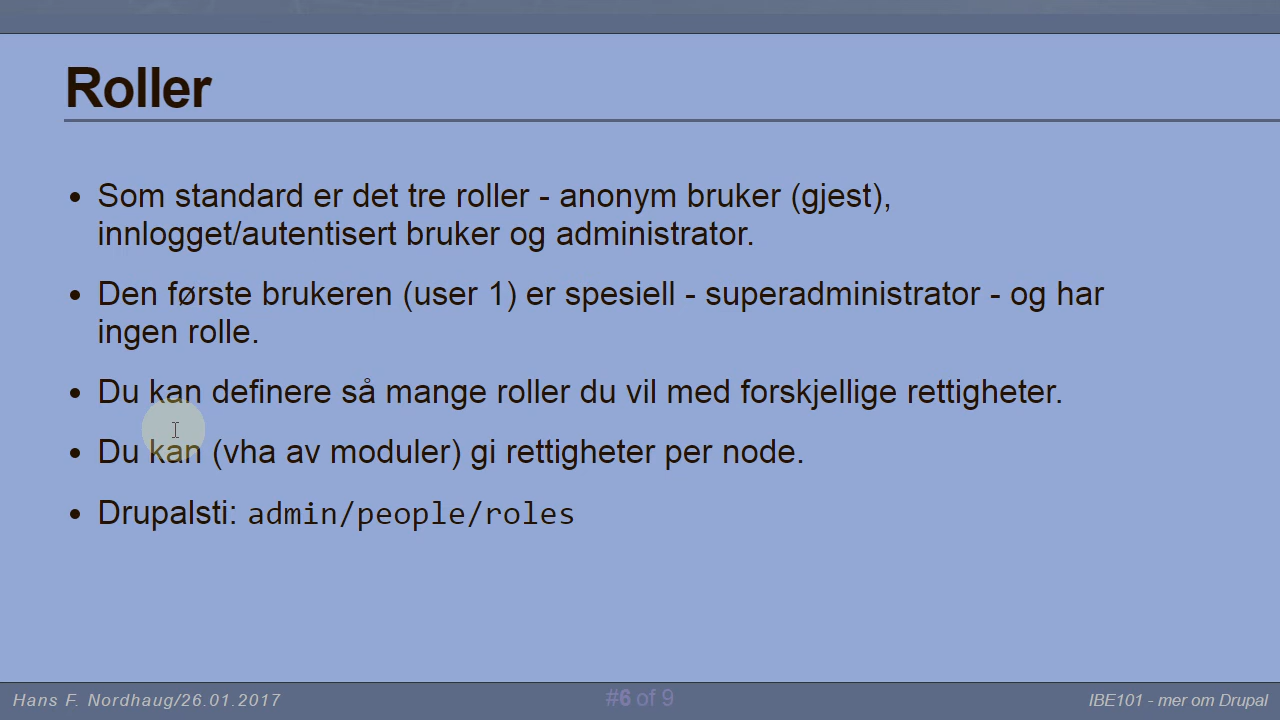 Roller
Som standard er det tre roller - anonym bruker (gjest),
innlogget/autentisert bruker og administrator.
Den første brukeren (user 1) er spesiell - superadministrator - og har
ingen rolle.
Du kan definere så mange roller du vil med forskjellige rettigheter.
Du kan (vha av moduler) gi rettigheter per node.
Drupalsti: admin/people/roles
Hans F. Nordhaug/26.01.2017
#6 of 9
IBE101 - mer om Drupal